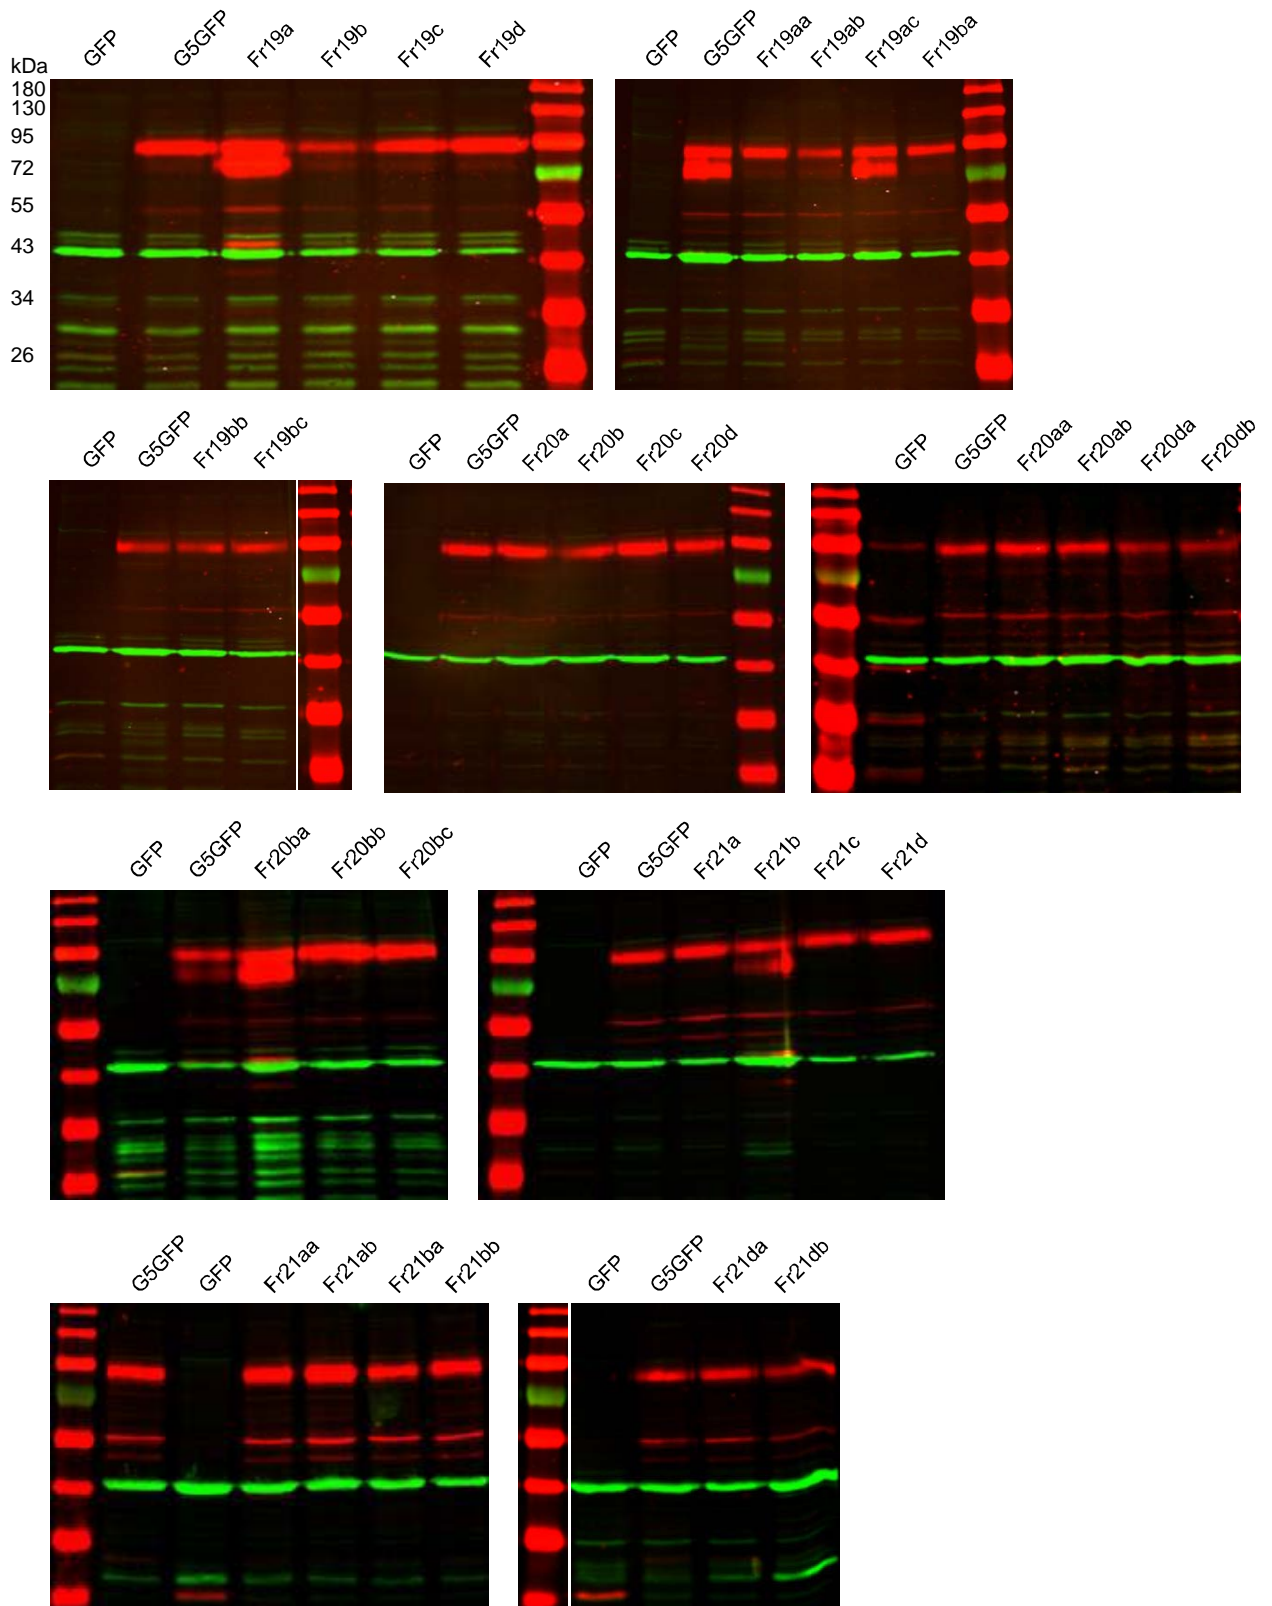 GFP G5GFP Fr19a Fr19b Fr19c Fr19d
GFP G5GFP Fr19aa Fr19ab Fr19ac Fr19ba
kDa
180
130
95
72
55
43
34
26
GFP G5GFP Fr19bb Fr19bc
GFP G5GFP Fr20a Fr20b Fr20c Fr20d
GFP G5GFP Fr20aa Fr20ab Fr20da Fr20db
GFP G5GFP Fr20ba Fr20bb Fr20bc
GFP G5GFP Fr21a Fr21b Fr21c Fr21d
G5GFP GFP Fr21aa Fr21ab Fr21ba Fr21bb
GFP G5GFP Fr21da Fr21db